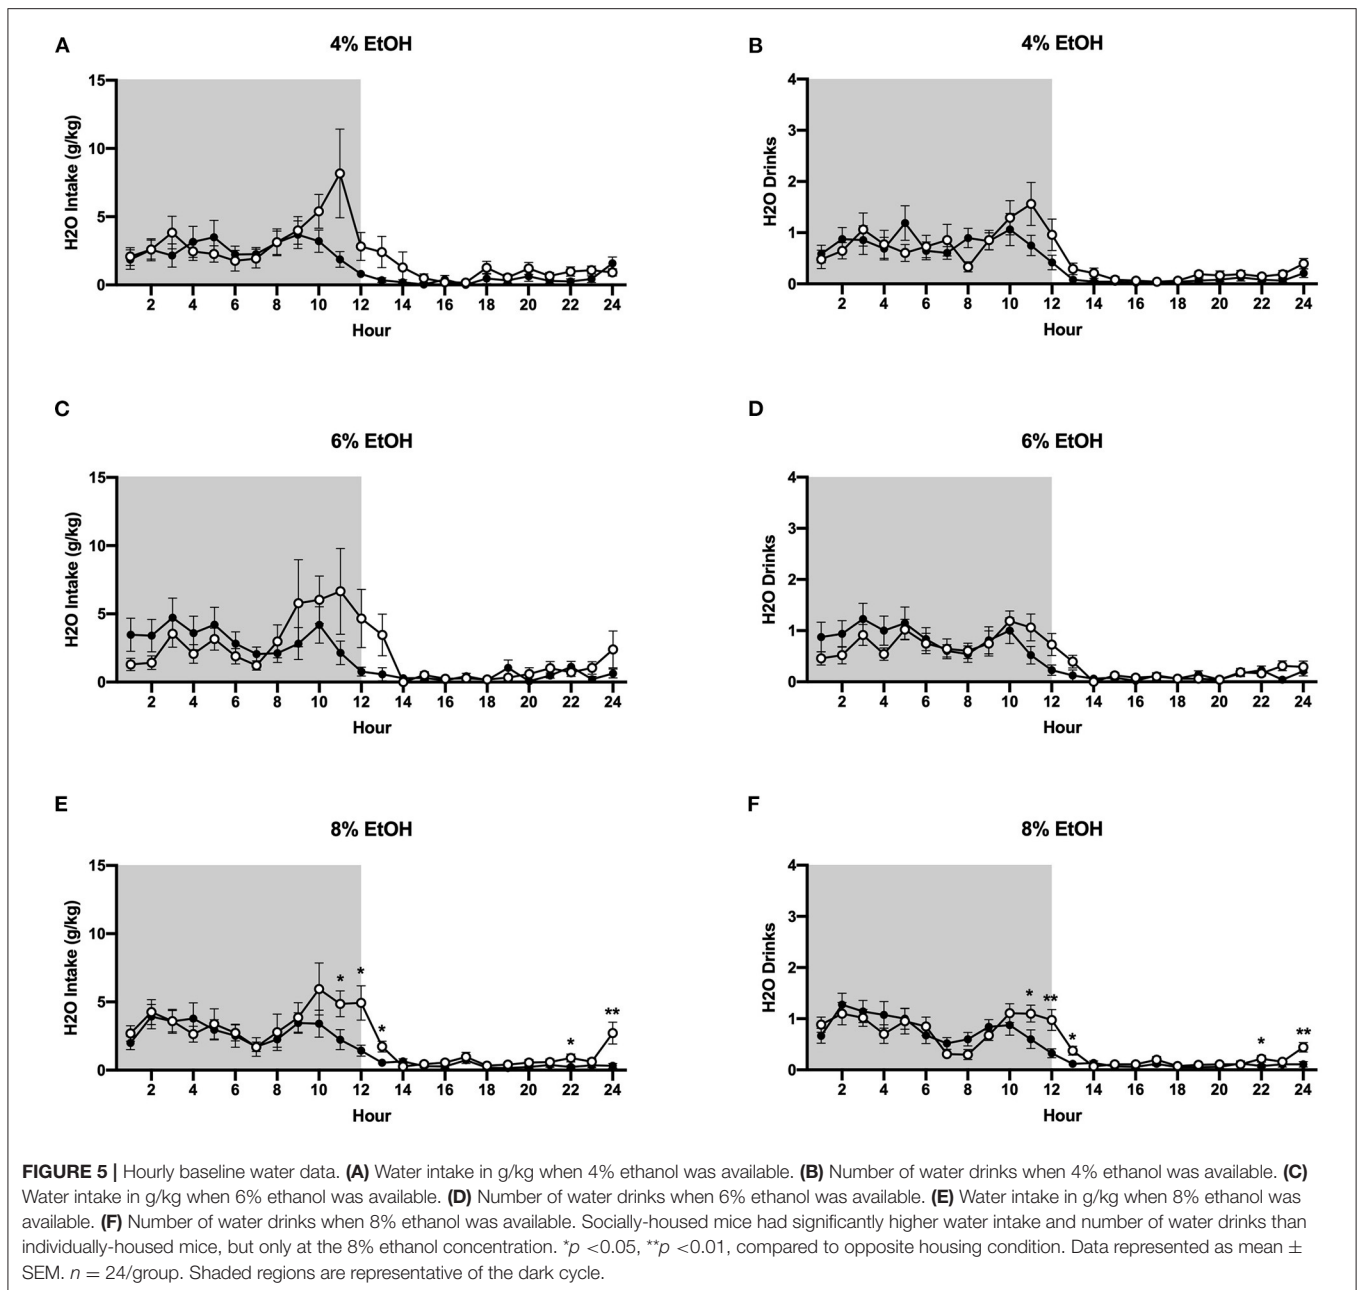 A
4% EtOH
H2O Intake (g/kg)
15
10
5
0
2 4 6 8 10 12 14 16 18 20 22 24
Hour
B
4% EtOH
H2O Drinks
4
3
2
1
0
2 4 6 8 10 12 14 16 18 20 22 24
Hour
C
6% EtOH
H2O Intake (g/kg)
15
10
5
0
2 4 6 8 10 12 14 16 18 20 22 24
Hour
D
6% EtOH
H2O Drinks
4
3
2
1
0
2 4 6 8 10 12 14 16 18 20 22 24
Hour
E
8% EtOH
H2O Intake (g/kg)
15
10
5
0
* * * * **
2 4 6 8 10 12 14 16 18 20 22 24
Hour
F
8% EtOH
H2O Drinks
4
3
2
1
0
* ** * * **
2 4 6 8 10 12 14 16 18 20 22 24
Hour
FIGURE 5 | Hourly baseline water data. (A) Water intake in g/kg when 4% ethanol was available. (B) Number of water drinks when 4% ethanol was available. (C)
Water intake in g/kg when 6% ethanol was available. (D) Number of water drinks when 6% ethanol was available. (E) Water intake in g/kg when 8% ethanol was
available. (F) Number of water drinks when 8% ethanol was available. Socially-housed mice had significantly higher water intake and number of water drinks than
individually-housed mice, but only at the 8% ethanol concentration. *p <0.05, **p <0.01, compared to opposite housing condition. Data represented as mean ±
SEM. n = 24/group. Shaded regions are representative of the dark cycle.